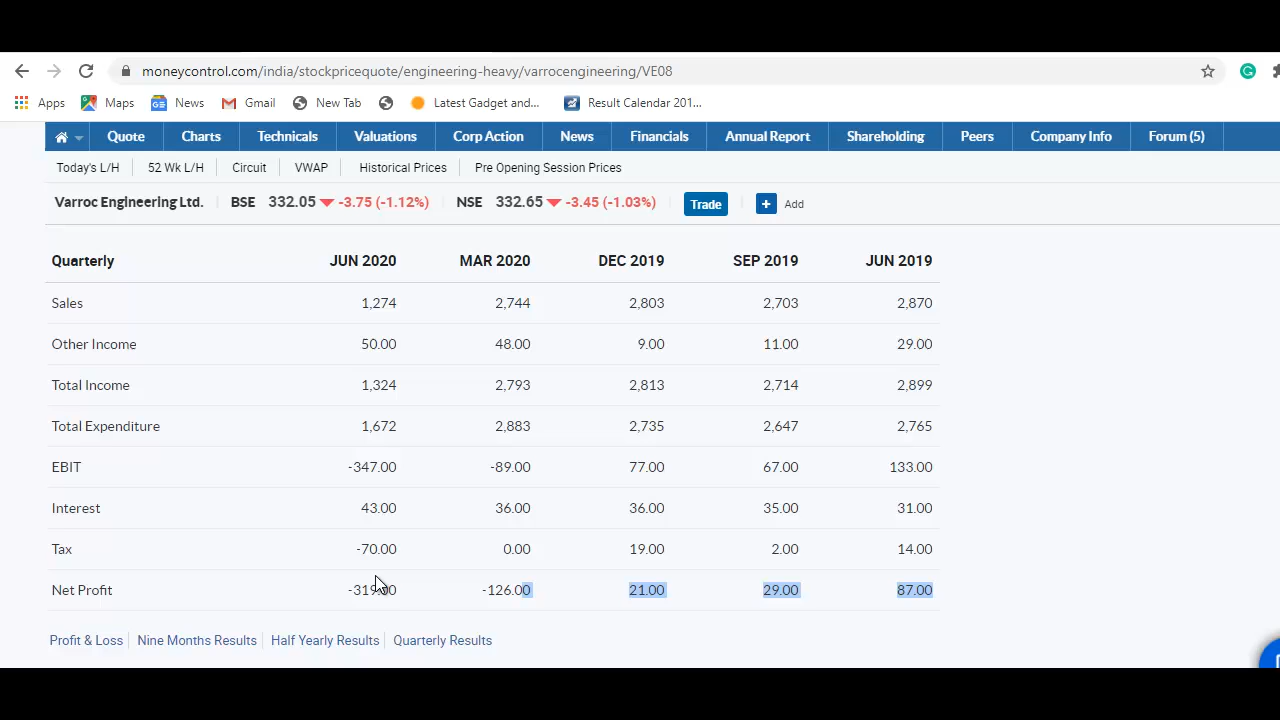 moneycontrol.com/india/stockpricequote/engineering-heavy/varrocengineering/VE08
Apps Maps News Gmail New Tab Latest Gadget and... Result Calendar 201...
Quote Charts Technicals Valuations Corp Action News Financials Annual Report Shareholding Peers Company Info Forum (5)
Today's L/H 52 Wk L/H Circuit VWAP Historical Prices Pre Opening Session Prices
Varroc Engineering Ltd. BSE 332.05 -3.75 (-1.12%) NSE 332.65 -3.45 (-1.03%) Trade + Add
Quarterly JUN 2020 MAR 2020 DEC 2019 SEP 2019 JUN 2019
Sales 1,274 2,744 2,803 2,703 2,870
Other Income 50.00 48.00 9.00 11.00 29.00
Total Income 1,324 2,793 2,813 2,714 2,899
Total Expenditure 1,672 2,883 2,735 2,647 2,765
EBIT -347.00 -89.00 77.00 67.00 133.00
Interest 43.00 36.00 36.00 35.00 31.00
Tax -70.00 0.00 19.00 2.00 14.00
Net Profit -126.00 21.00 29.00 87.00
Profit & Loss Nine Months Results Half Yearly Results Quarterly Results